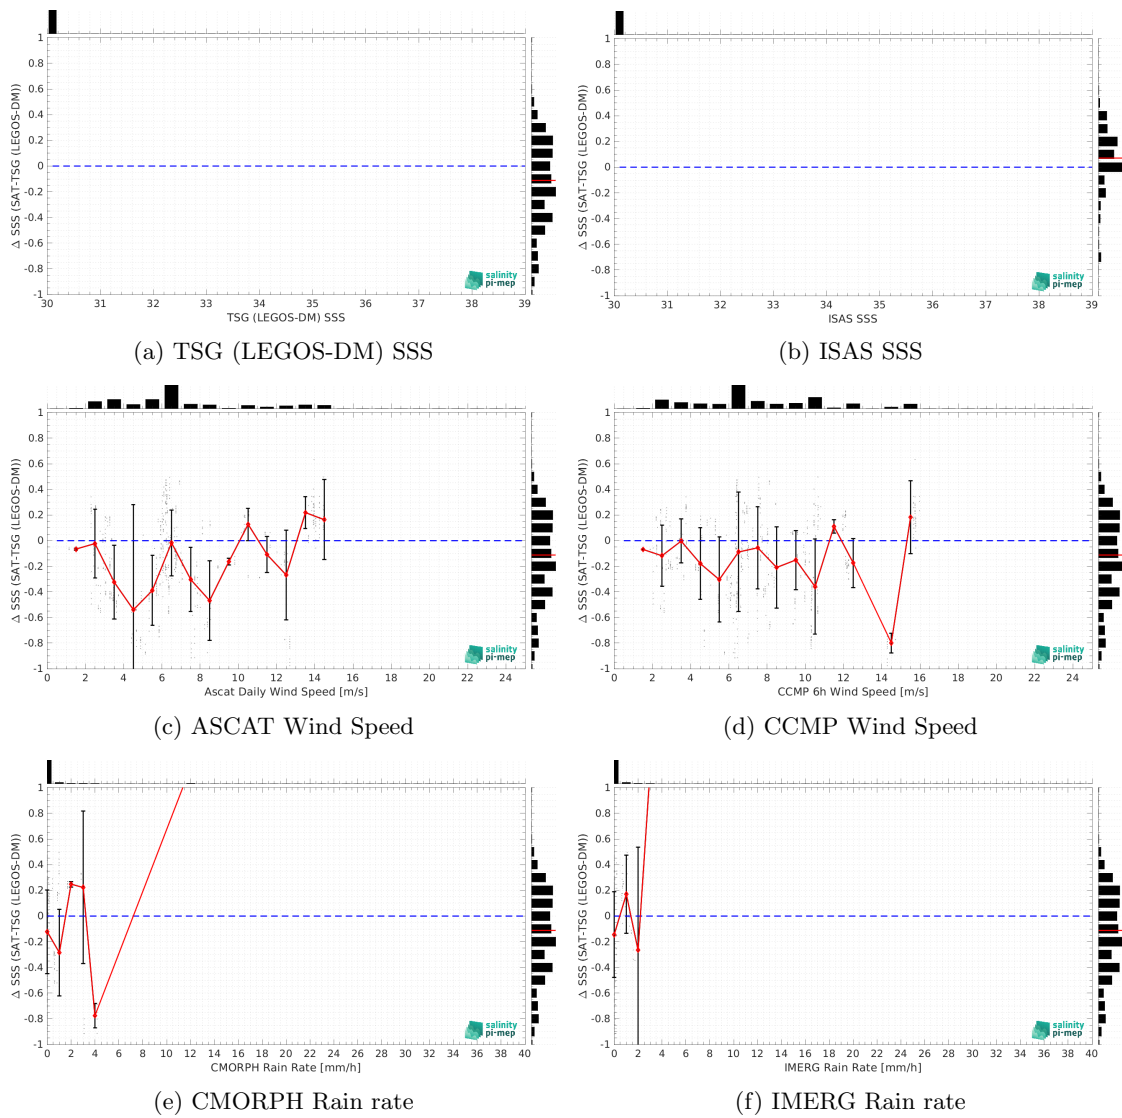 1
0.8
0.6
0.4
0.2
0
-0.2
-0.4
-0.6
-0.8
-1
Δ SSS (SAT-TSG (LEGOS-DM))
30 31 32 33 34 35 36 37 38 39
TSG (LEGOS-DM) SSS
salinity
pi-mep
(a) TSG (LEGOS-DM) SSS
1
0.8
0.6
0.4
0.2
0
-0.2
-0.4
-0.6
-0.8
-1
Δ SSS (SAT-TSG (LEGOS-DM))
30 31 32 33 34 35 36 37 38 39
ISAS SSS
salinity
pi-mep
(b) ISAS SSS
1
0.8
0.6
0.4
0.2
0
-0.2
-0.4
-0.6
-0.8
-1
Δ SSS (SAT-TSG (LEGOS-DM))
0 2 4 6 8 10 12 14 16 18 20 22 24
Ascat Daily Wind Speed [m/s]
salinity
pi-mep
(c) ASCAT Wind Speed
1
0.8
0.6
0.4
0.2
0
-0.2
-0.4
-0.6
-0.8
-1
Δ SSS (SAT-TSG (LEGOS-DM))
0 2 4 6 8 10 12 14 16 18 20 22 24
CCMP 6h Wind Speed [m/s]
salinity
pi-mep
(d) CCMP Wind Speed
1
0.8
0.6
0.4
0.2
0
-0.2
-0.4
-0.6
-0.8
-1
Δ SSS (SAT-TSG (LEGOS-DM))
0 2 4 6 8 10 12 14 16 18 20 22 24 26 28 30 32 34 36 38 40
CMORPH Rain Rate [mm/h]
salinity
pi-mep
(e) CMORPH Rain rate
1
0.8
0.6
0.4
0.2
0
-0.2
-0.4
-0.6
-0.8
-1
Δ SSS (SAT-TSG (LEGOS-DM))
0 2 4 6 8 10 12 14 16 18 20 22 24 26 28 30 32 34 36 38 40
IMERG Rain Rate [mm/h]
salinity
pi-mep
(f) IMERG Rain rate